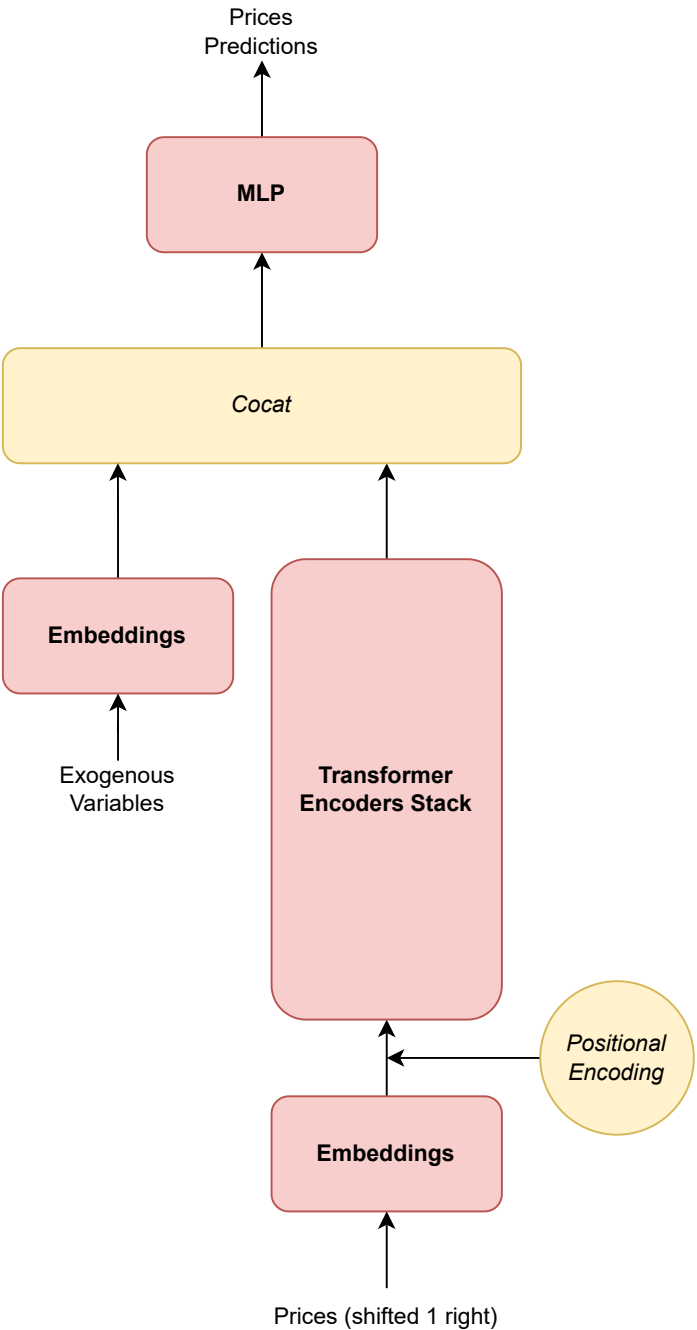 Prices
Predictions
MLP
Cocat
Embeddings
Exogenous
Variables
Transformer
Encoders Stack
Positional
Encoding
Embeddings
Prices (shifted 1 right)